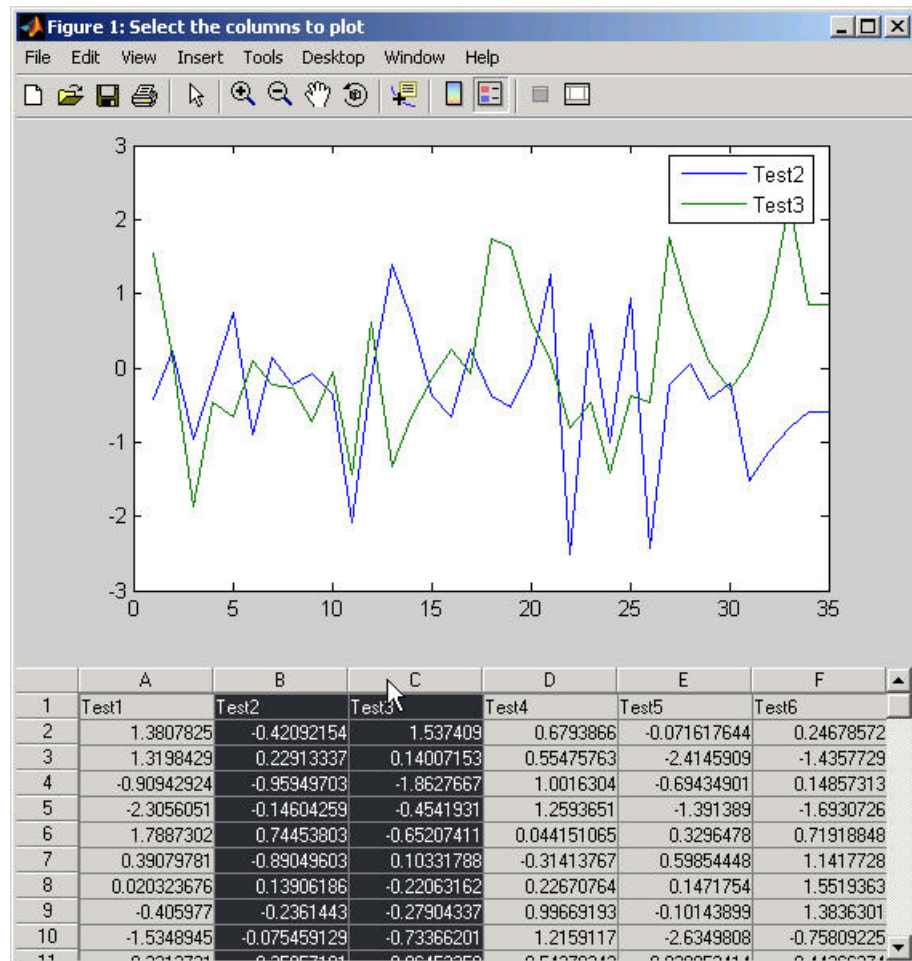 Figure 1: Select the columns to plot
File Edit View Insert Tools Desktop Window Help
3
2
1
0
-1
-2
-3
0 5 10 15 20 25 30 35
Test2
Test3
A B C D E F
1 Test1 Test2 Test3 Test4 Test5 Test6
2 1.3807825 -0.42092154 1.537409 0.6793866 -0.071617644 0.24678572
3 1.3198429 0.22913337 0.14007153 0.55475763 -2.4145909 -1.4357729
4 -0.90942924 -0.95949703 -1.8627667 1.0016304 -0.69434901 0.14857313
5 -2.3056051 -0.14604259 -0.4541931 1.2593651 -1.391389 -1.6930726
6 1.7887302 0.74453803 -0.65207411 0.044151065 0.3296478 0.71918848
7 0.39079781 -0.89049603 0.10331788 -0.31413767 0.59854448 1.1417728
8 0.020323676 0.13906186 -0.22063162 0.22670764 0.1471754 1.5519363
9 -0.405977 -0.2361443 -0.27904337 0.99669193 -0.10143899 1.3836301
10 -1.5348945 -0.075459129 -0.73366201 1.2159117 -2.6349808 -0.75809225